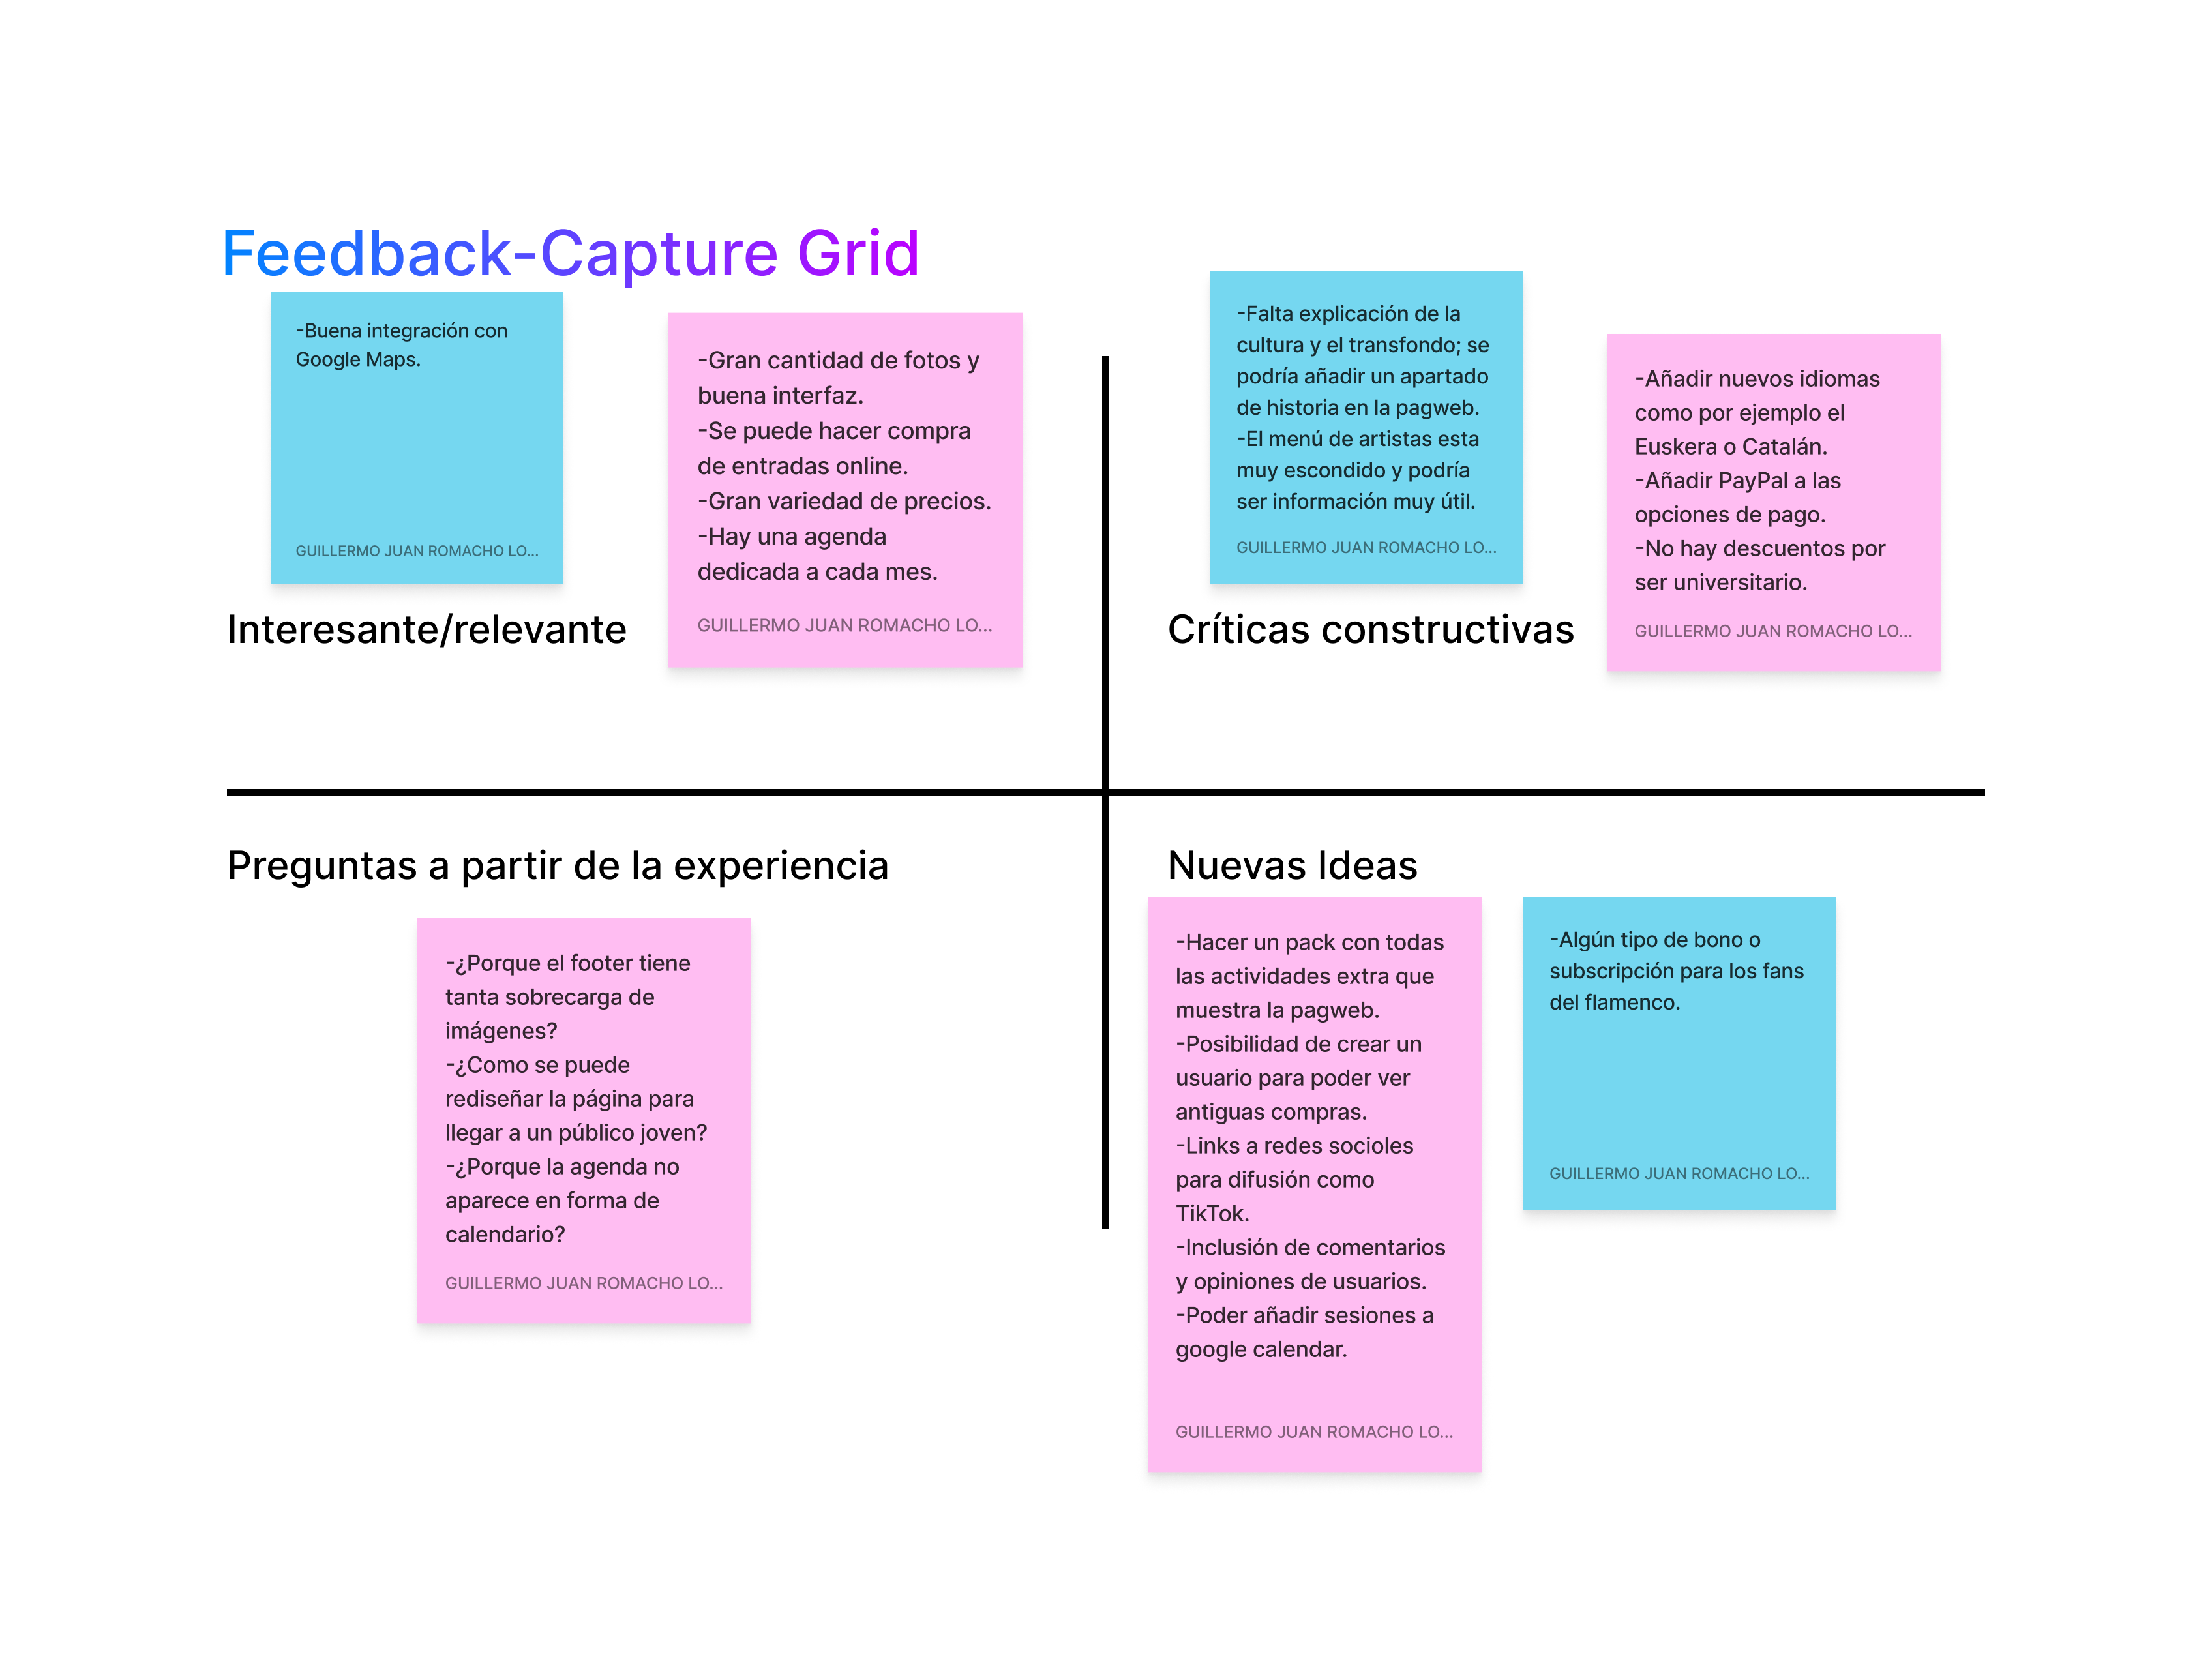 Feedback-Capture Grid
-Buena integración con
Google Maps.
GUILLERMO JUAN ROMACHO LO...
-Gran cantidad de fotos y
buena interfaz.
-Se puede hacer compra
de entradas online.
-Gran variedad de precios.
-Hay una agenda
dedicada a cada mes.
GUILLERMO JUAN ROMACHO LO...
Interesante/relevante
-Falta explicación de la
cultura y el transfondo; se
podría añadir un apartado
de historia en la pagweb.
-El menú de artistas esta
muy escondido y podría
ser información muy útil.
GUILLERMO JUAN ROMACHO LO...
-Añadir nuevos idiomas
como por ejemplo el
Euskera o Catalán.
-Añadir PayPal a las
opciones de pago.
-No hay descuentos por
ser universitario.
GUILLERMO JUAN ROMACHO LO...
Críticas constructivas
Preguntas a partir de la experiencia
-¿Porque el footer tiene
tanta sobrecarga de
imágenes?
-¿Como se puede
rediseñar la página para
llegar a un público joven?
-¿Porque la agenda no
aparece en forma de
calendario?
GUILLERMO JUAN ROMACHO LO...
Nuevas Ideas
-Hacer un pack con todas
las actividades extra que
muestra la pagweb.
-Posibilidad de crear un
usuario para poder ver
antiguas compras.
-Links a redes socioles
para difusión como
TikTok.
-Inclusión de comentarios
y opiniones de usuarios.
-Poder añadir sesiones a
google calendar.
GUILLERMO JUAN ROMACHO LO...
-Algún tipo de bono o
subscripción para los fans
del flamenco.
GUILLERMO JUAN ROMACHO LO...